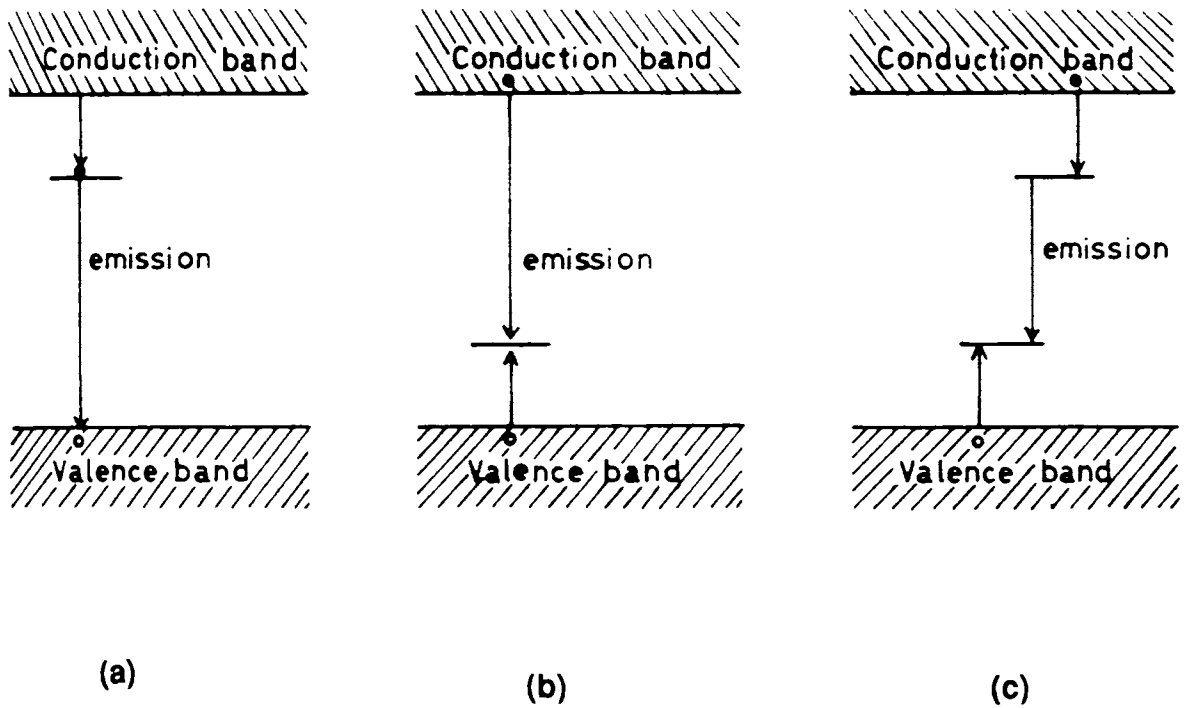 Conduction band
emission
Valence band
(a)
Conduction band
emission
Valence band
(b)
Conduction band
emission
Valence band
(c)